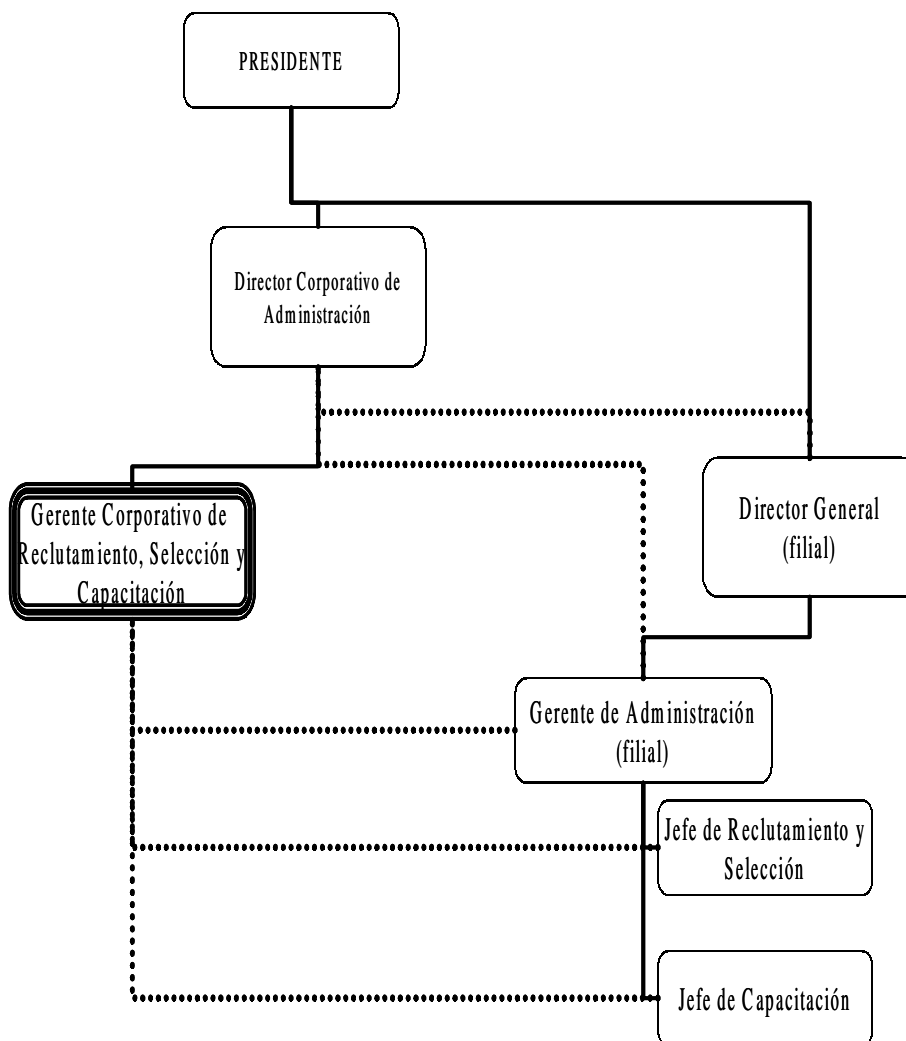 PRESIDENTE
Director Corporativo de
Administración
Gerente Corporativo de
Reclutamiento, Selección y
Capacitación
Director General
(filial)
Gerente de Administración
(filial)
Jefe de Reclutamiento y
Selección
Jefe de Capacitación